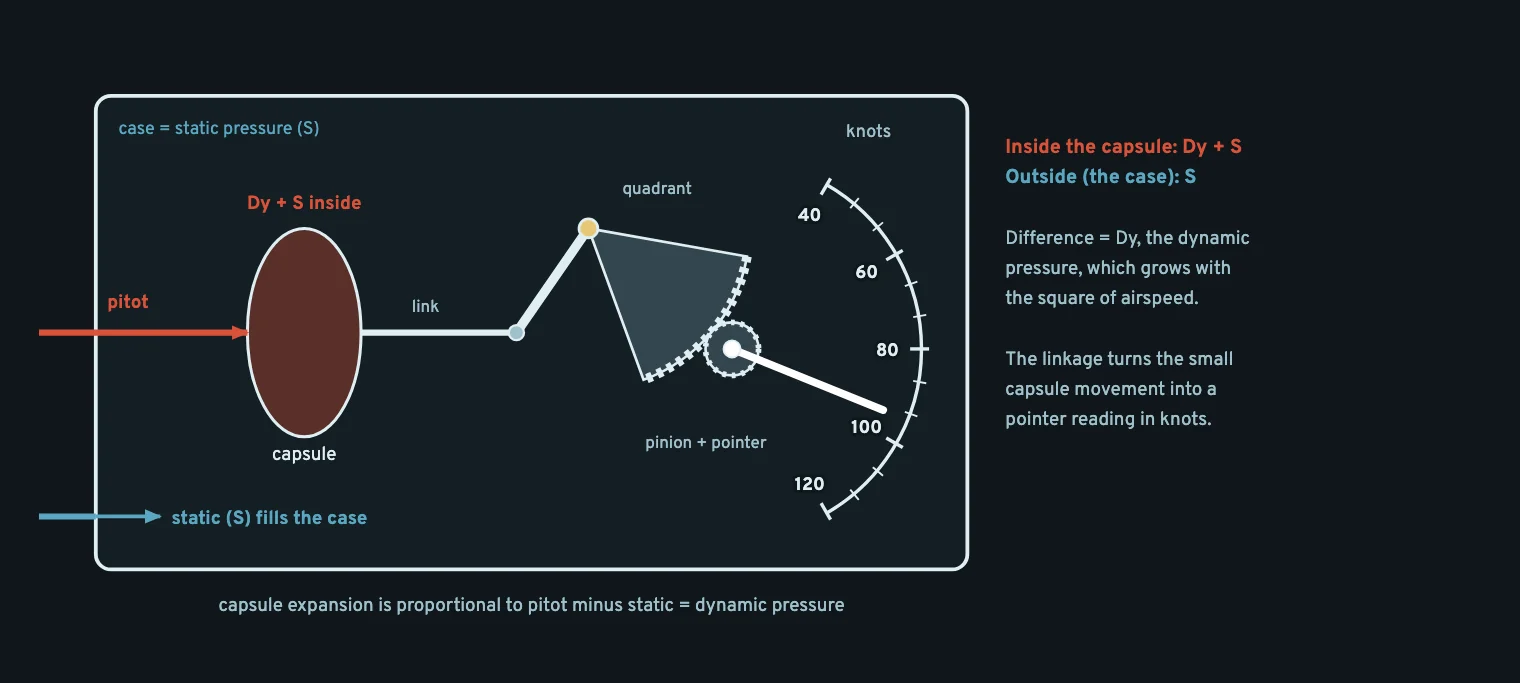 case = static pressure (S)
knots
Dy + S inside
quadrant
40
60
pitot
link
80
100
capsule
pinion + pointer
120
static (S) fills the case
Inside the capsule: Dy + S
Outside (the case): S
Difference = Dy, the dynamic
pressure, which grows with
the square of airspeed.
The linkage turns the small
capsule movement into a
pointer reading in knots.
capsule expansion is proportional to pitot minus static = dynamic pressure